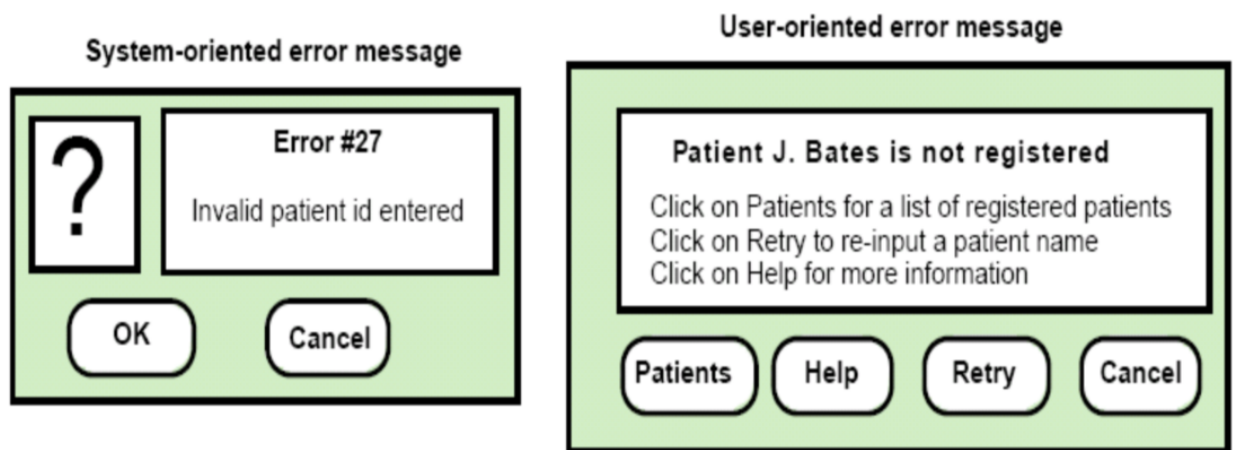 System-oriented error message
?
Error #27
Invalid patient id entered
OK
Cancel
User-oriented error message
Patient J. Bates is not registered
Click on Patients for a list of registered patients
Click on Retry to re-input a patient name
Click on Help for more information
Patients
Help
Retry
Cancel